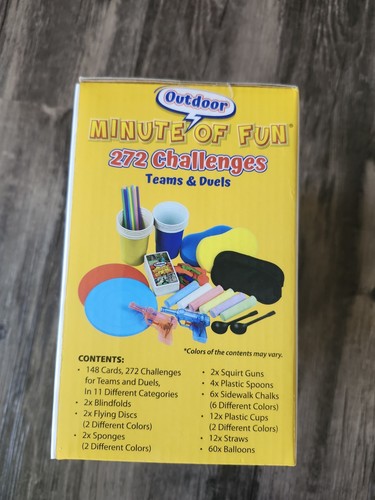 Outdoor
MINUTE OF FUN®
272 Challenges
Teams & Duels
*Colors of the contents may vary.
CONTENTS:
• 148 Cards, 272 Challenges
for Teams and Duels,
In 11 Different Categories
• 2x Blindfolds
• 2x Flying Discs
(2 Different Colors)
• 2x Sponges
(2 Different Colors)
• 2x Squirt Guns
• 4x Plastic Spoons
• 6x Sidewalk Chalks
(6 Different Colors)
• 12x Plastic Cups
(2 Different Colors)
• 12x Straws
• 60x Balloons